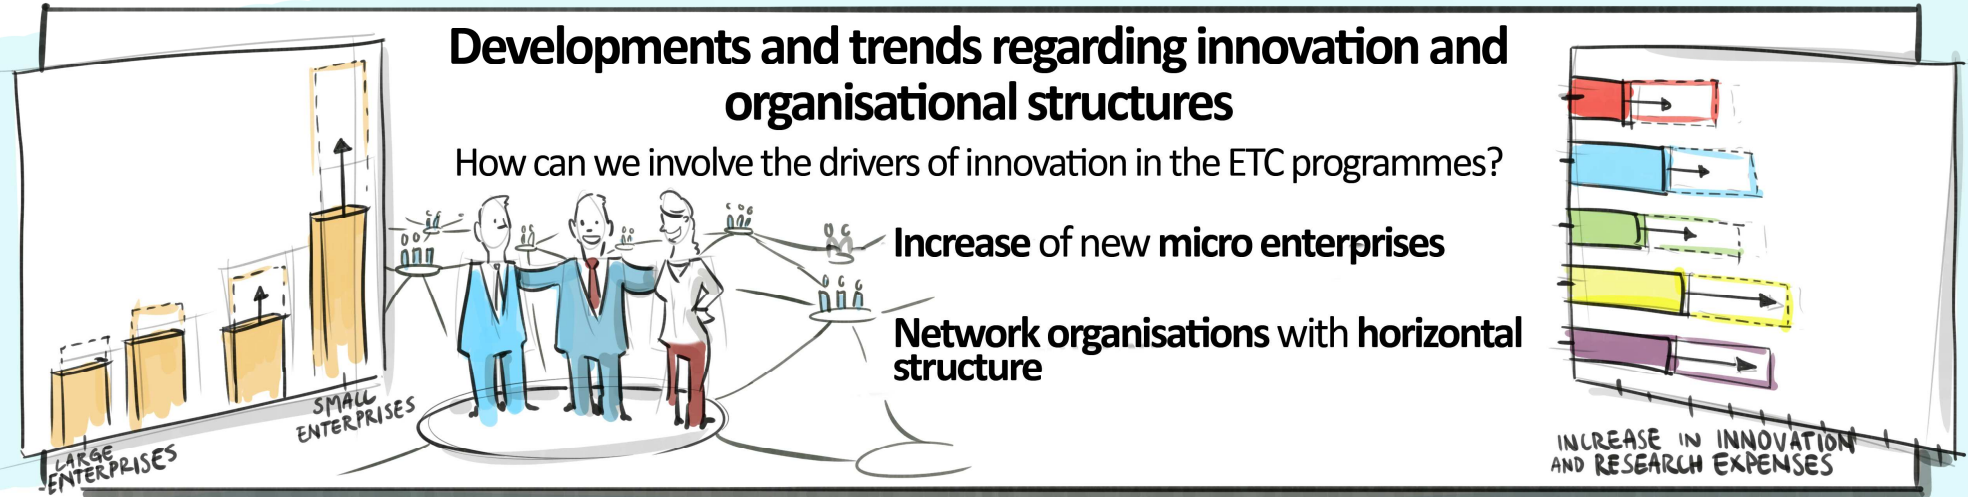 Developments and trends regarding innovation and
organisational structures
How can we involve the drivers of innovation in the ETC programmes?
Increase of new micro enterprises
Network organisations with horizontal
structure
SMALL
ENTERPRISES
LARGE
ENTERPRISES
INCREASE IN INNOVATION
AND RESEARCH EXPENSES